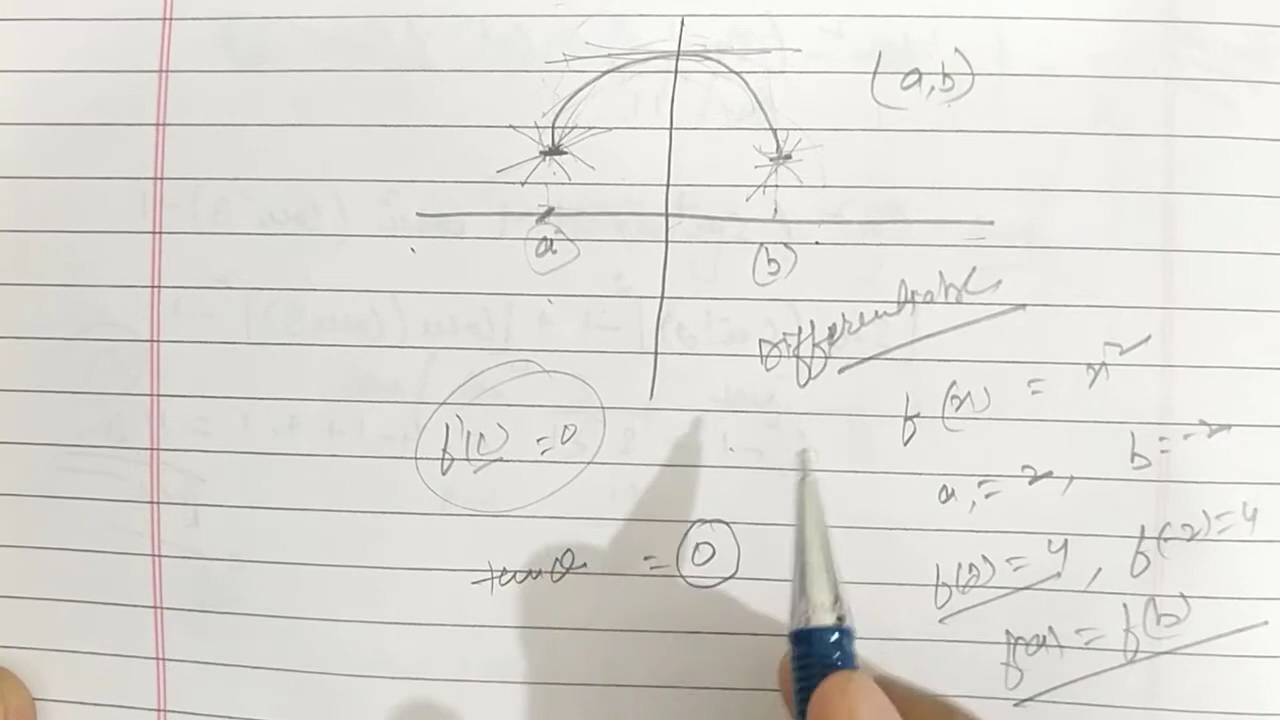 (a,b)
a
b
Differentiable
f(x) = x²
f'(c) = 0
a = 2, b = -2
tanθ = 0
f(2) = 4, f(-2) = 4
f(a) = f(b)